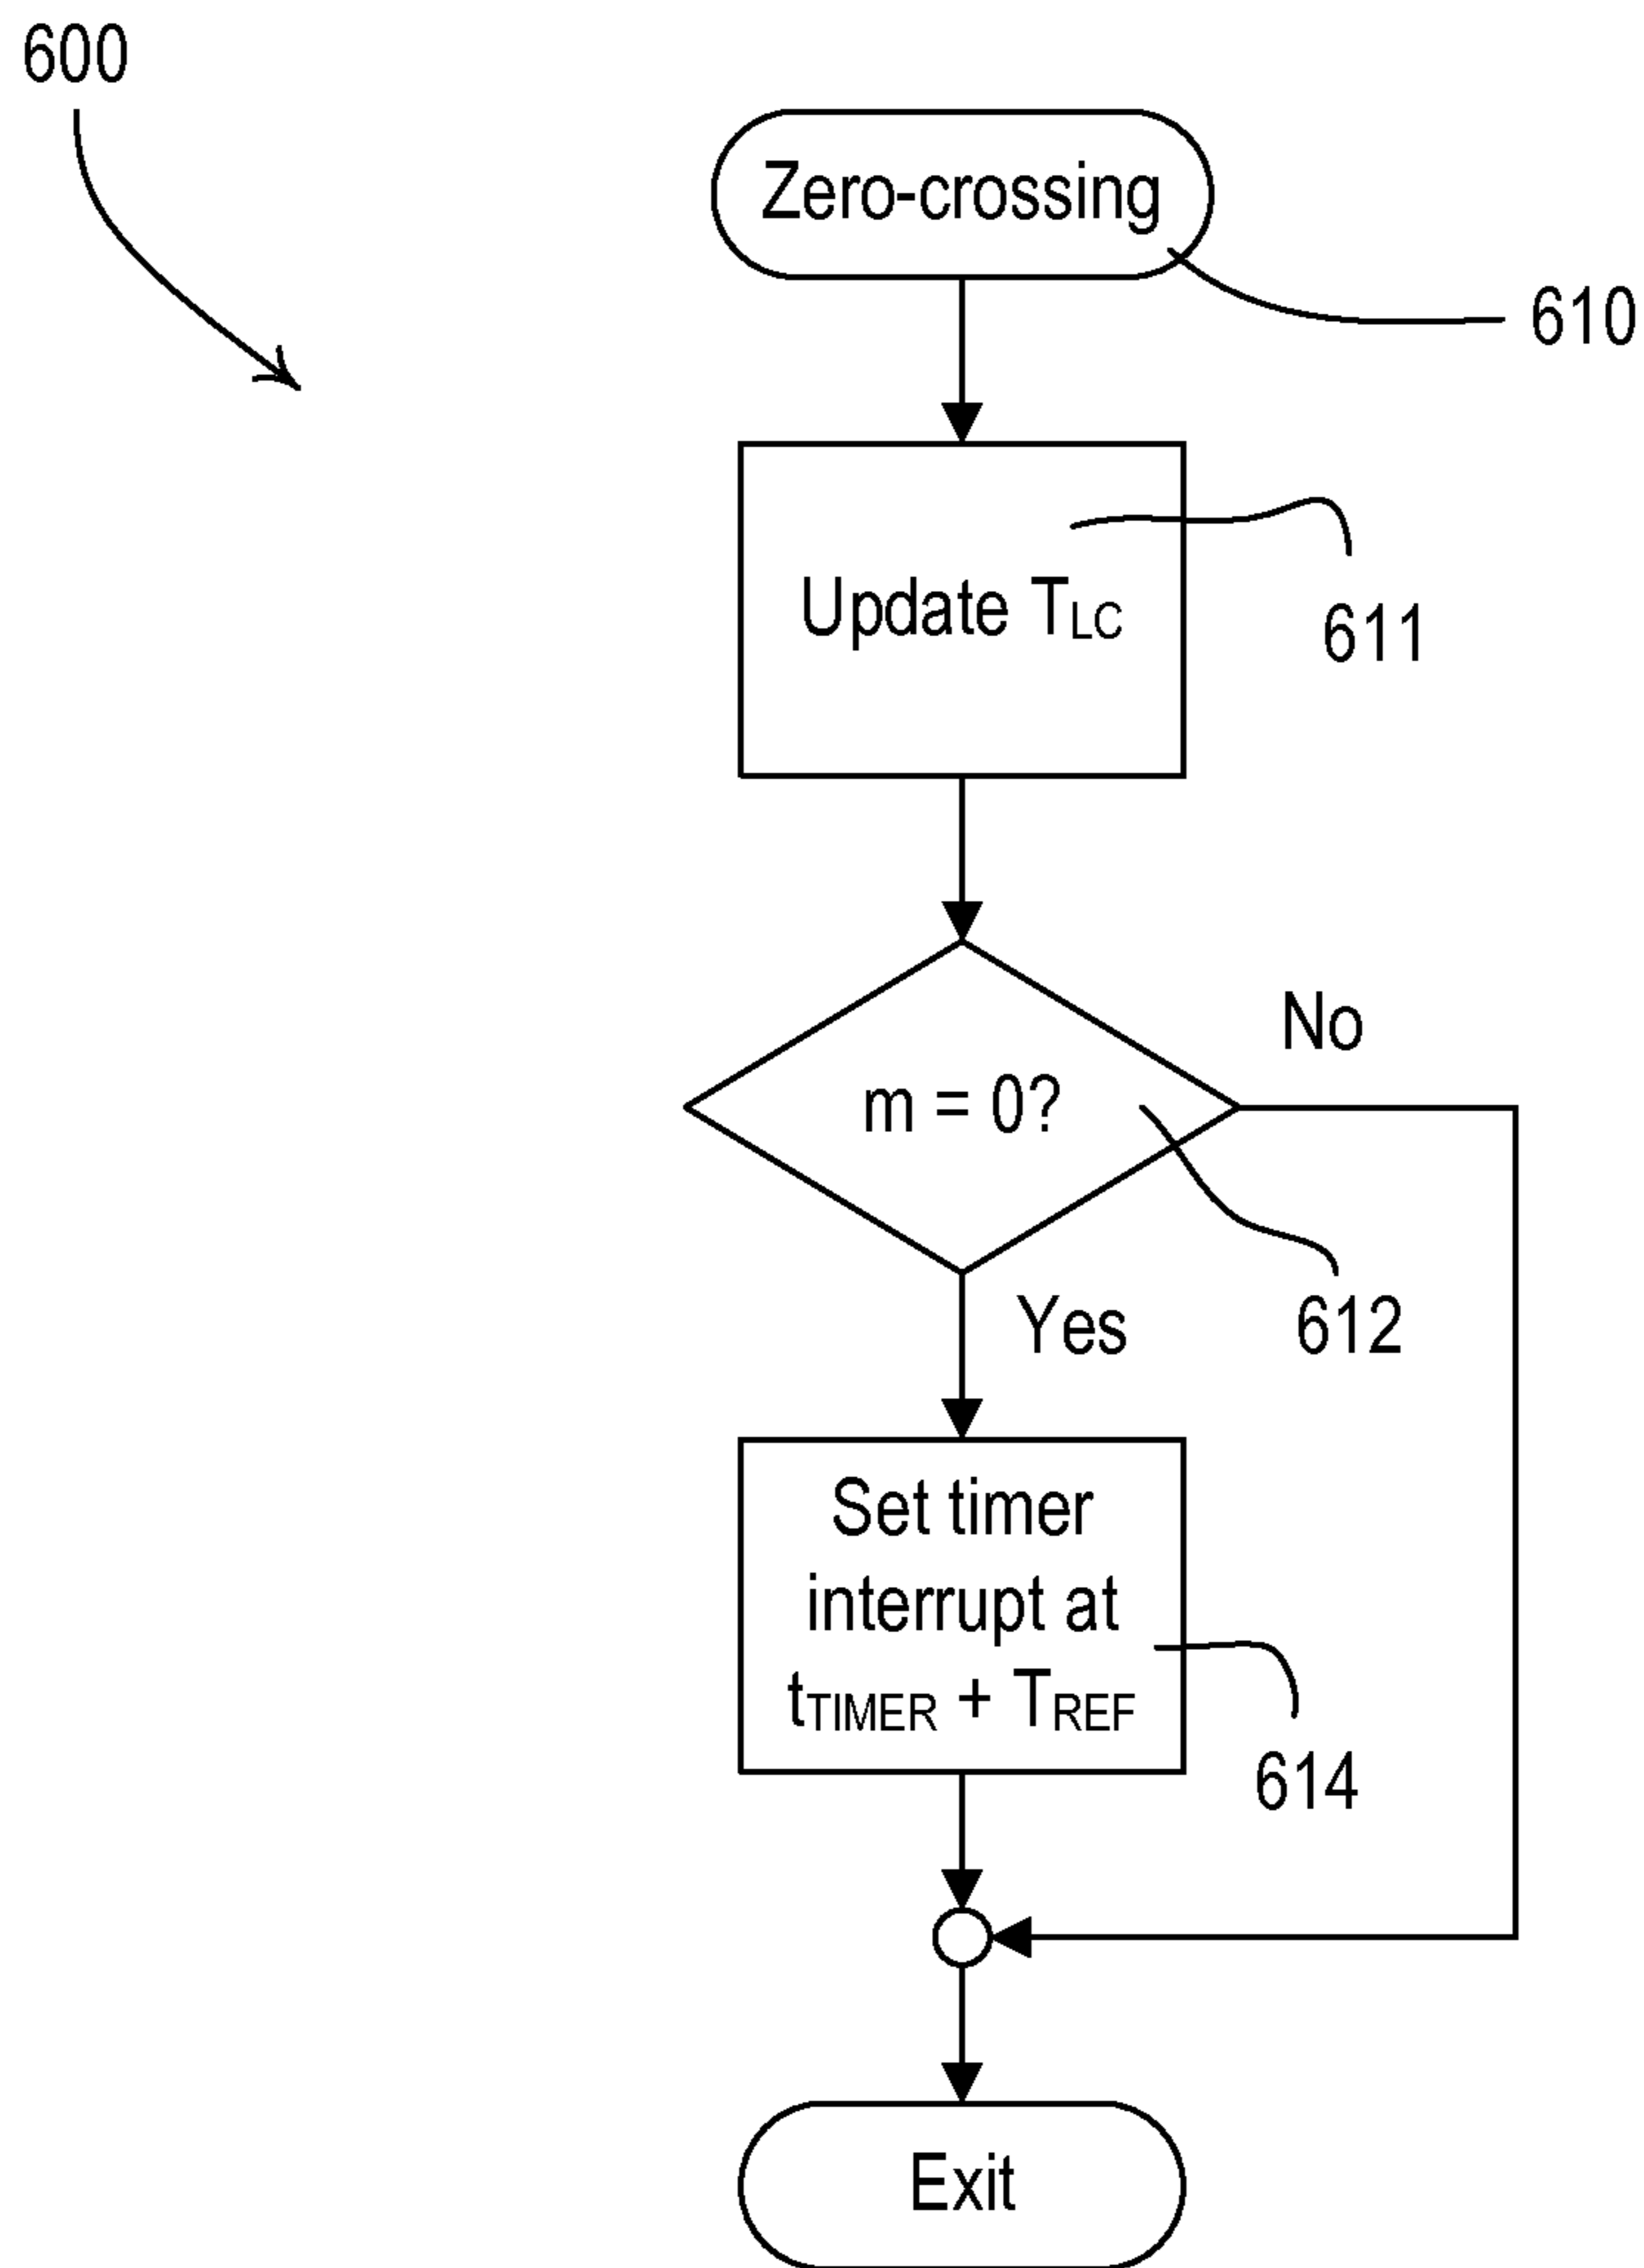 600
Zero-crossing
610
Update TLC
611
No
m = 0?
Yes
612
Set timer
interrupt at
tTIMER + TREF
614
Exit